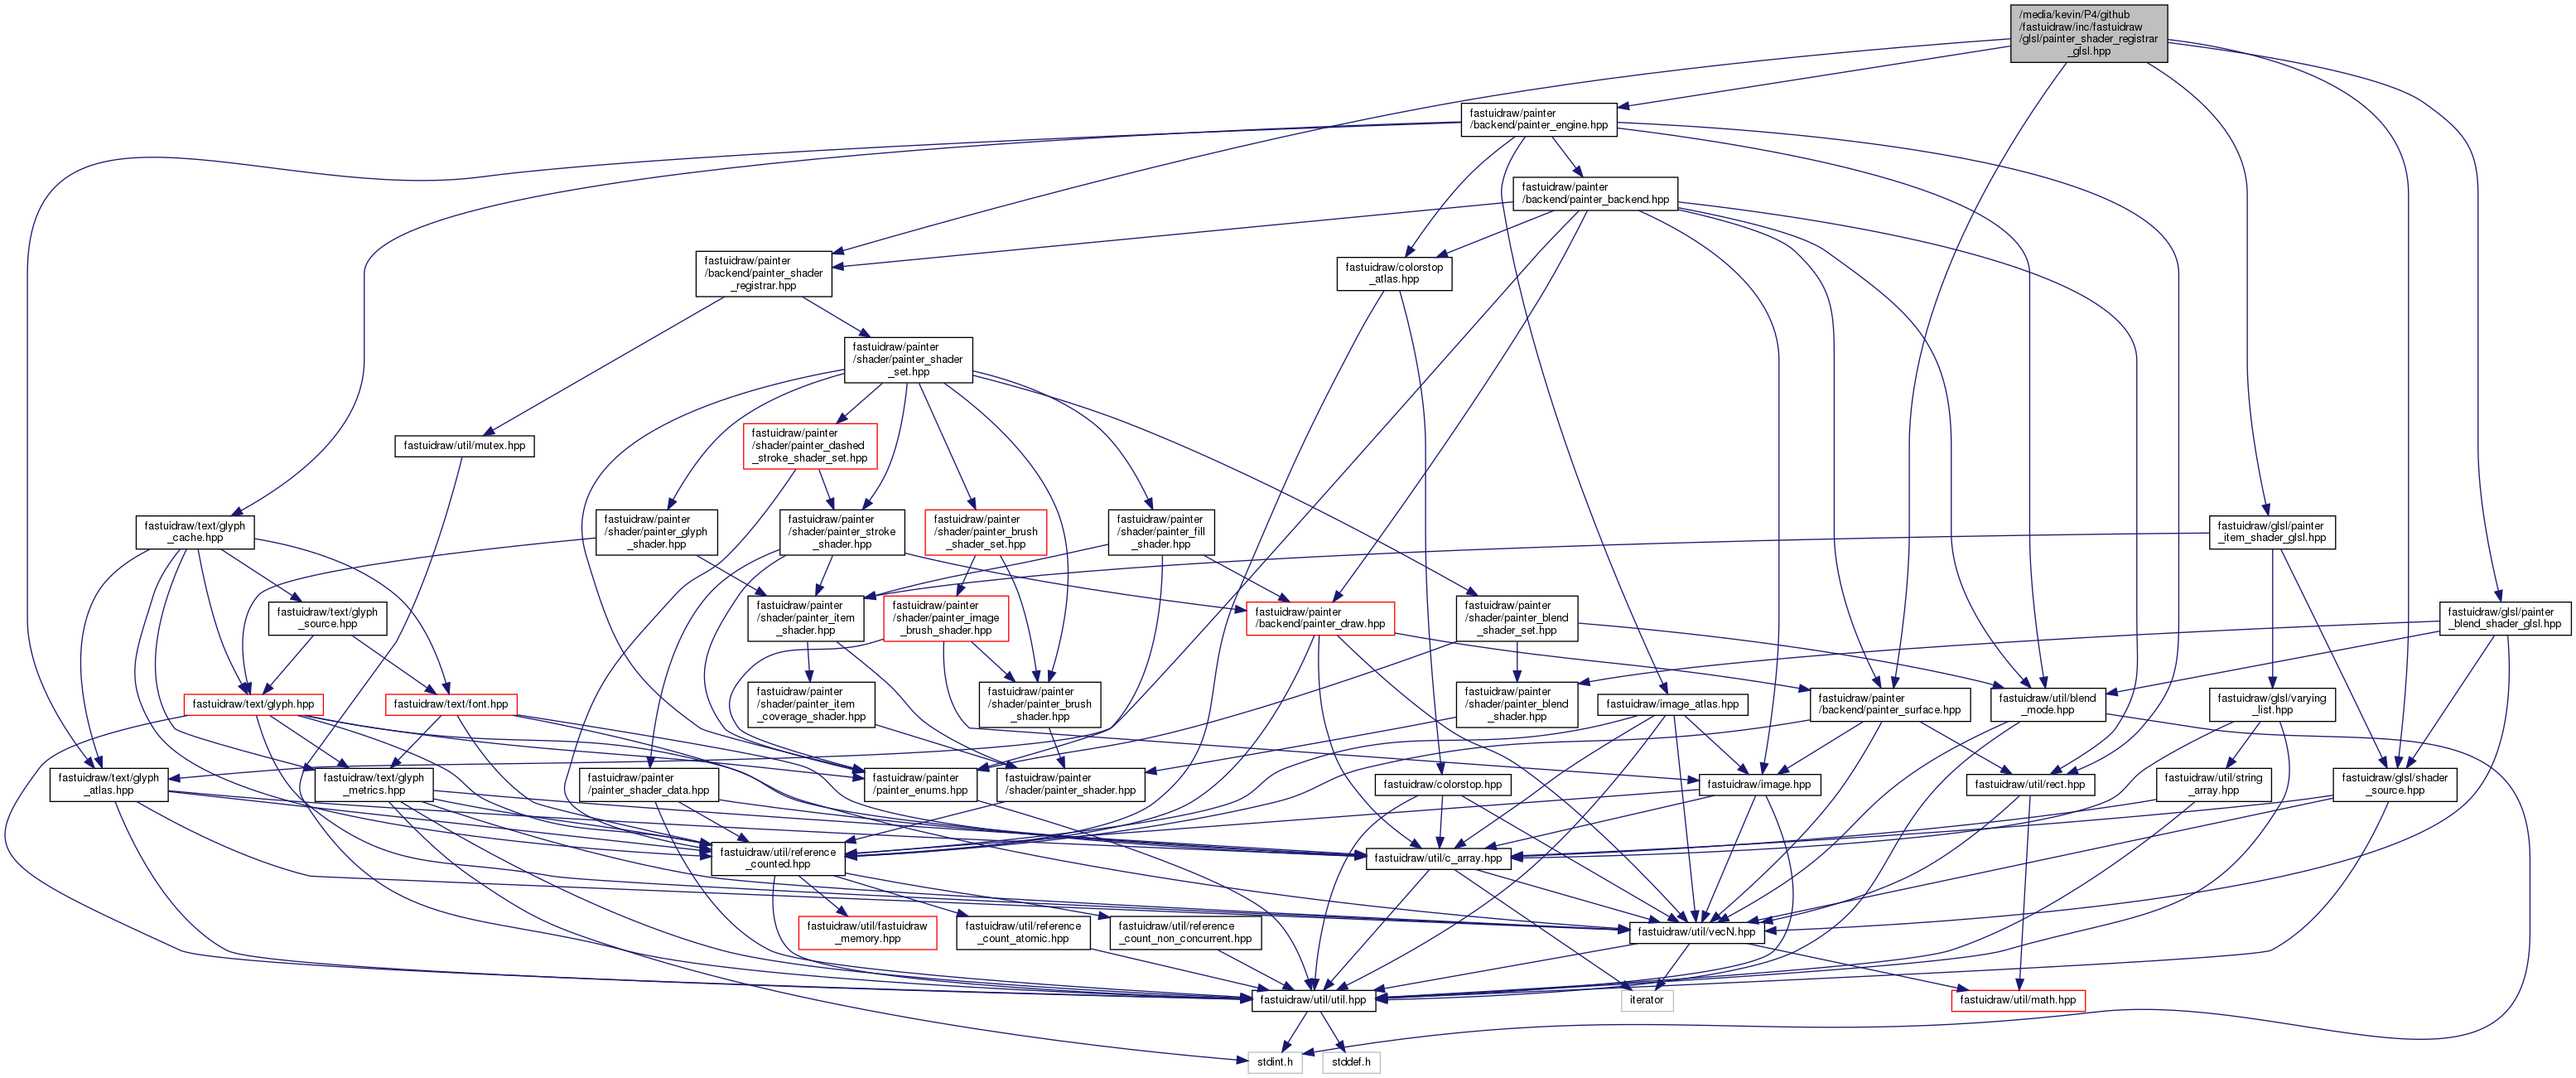 /media/kevin/P4/github
/fastuidraw/inc/fastuidraw
/glsl/painter_shader_registrar
_glsl.hpp
fastuidraw/painter
/backend/painter_engine.hpp
fastuidraw/painter
/backend/painter_backend.hpp
fastuidraw/painter
/backend/painter_shader
_registrar.hpp
fastuidraw/colorstop
_atlas.hpp
fastuidraw/painter
/shader/painter_shader
_set.hpp
fastuidraw/util/mutex.hpp
fastuidraw/painter
/shader/painter_dashed
_stroke_shader_set.hpp
fastuidraw/text/glyph
_cache.hpp
fastuidraw/painter
/shader/painter_glyph
_shader.hpp
fastuidraw/painter
/shader/painter_stroke
_shader.hpp
fastuidraw/painter
/shader/painter_brush
_shader_set.hpp
fastuidraw/painter
/shader/painter_fill
_shader.hpp
fastuidraw/glsl/painter
_item_shader_glsl.hpp
fastuidraw/text/glyph
_source.hpp
fastuidraw/painter
/shader/painter_item
_shader.hpp
fastuidraw/painter
/shader/painter_image
_brush_shader.hpp
fastuidraw/painter
/backend/painter_draw.hpp
fastuidraw/painter
/shader/painter_blend
_shader_set.hpp
fastuidraw/glsl/painter
_blend_shader_glsl.hpp
fastuidraw/text/glyph.hpp
fastuidraw/text/font.hpp
fastuidraw/painter
/shader/painter_item
_coverage_shader.hpp
fastuidraw/painter
/shader/painter_brush
_shader.hpp
fastuidraw/painter
/shader/painter_blend
_shader.hpp
fastuidraw/image_atlas.hpp
fastuidraw/painter
/backend/painter_surface.hpp
fastuidraw/util/blend
_mode.hpp
fastuidraw/glsl/varying
_list.hpp
fastuidraw/text/glyph
_atlas.hpp
fastuidraw/text/glyph
_metrics.hpp
fastuidraw/painter
/painter_shader_data.hpp
fastuidraw/painter
/painter_enums.hpp
fastuidraw/painter
/shader/painter_shader.hpp
fastuidraw/colorstop.hpp
fastuidraw/image.hpp
fastuidraw/util/rect.hpp
fastuidraw/util/string
_array.hpp
fastuidraw/glsl/shader
_source.hpp
fastuidraw/util/reference
_counted.hpp
fastuidraw/util/c_array.hpp
fastuidraw/util/fastuidraw
_memory.hpp
fastuidraw/util/reference
_count_atomic.hpp
fastuidraw/util/reference
_count_non_concurrent.hpp
fastuidraw/util/vecN.hpp
fastuidraw/util/util.hpp
iterator
fastuidraw/util/math.hpp
stdint.h
stddef.h